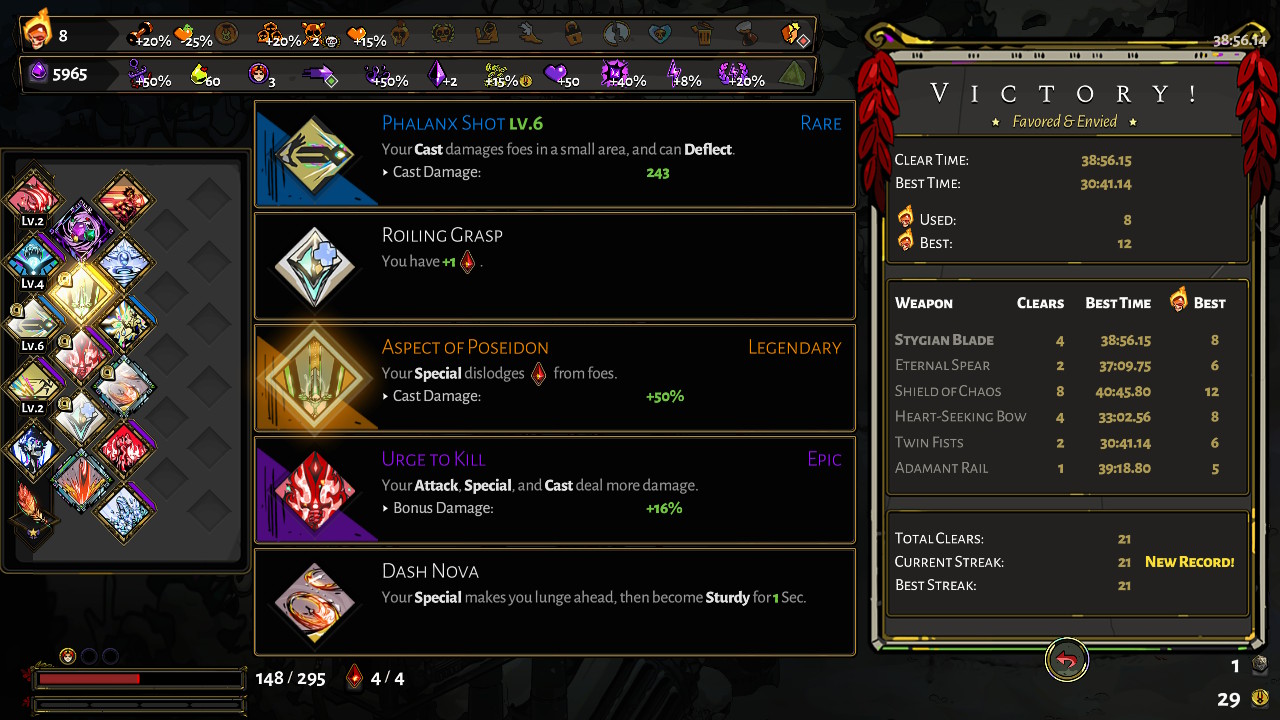 8
+20%
-25%
+20%
2
+15%
38:56.14
5965
+50%
60
3
+50%
+2
+15%
+50
+40%
+8%
+20%
Lv.2
Lv.4
Lv.6
Lv.2
PHALANX SHOT LV.6 RARE
Your Cast damages foes in a small area, and can Deflect.
Cast Damage: 243
ROILING GRASP
You have +1 .
ASPECT OF POSEIDON LEGENDARY
Your Special dislodges from foes.
Cast Damage: +50%
URGE TO KILL EPIC
Your Attack, Special, and Cast deal more damage.
Bonus Damage: +16%
DASH NOVA
Your Special makes you lunge ahead, then become Sturdy for 1 Sec.
148 / 295
4 / 4
VICTORY!
Favored & Envied
CLEAR TIME: 38:56.15
BEST TIME: 30:41.14
USED: 8
BEST: 12
WEAPON CLEARS BEST TIME BEST
STYGIAN BLADE 4 38:56.15 8
ETERNAL SPEAR 2 37:09.75 6
SHIELD OF CHAOS 8 40:45.80 12
HEART-SEEKING BOW 4 33:02.56 8
TWIN FISTS 2 30:41.14 6
ADAMANT RAIL 1 39:18.80 5
TOTAL CLEARS: 21
CURRENT STREAK: 21 NEW RECORD!
BEST STREAK: 21
1
29